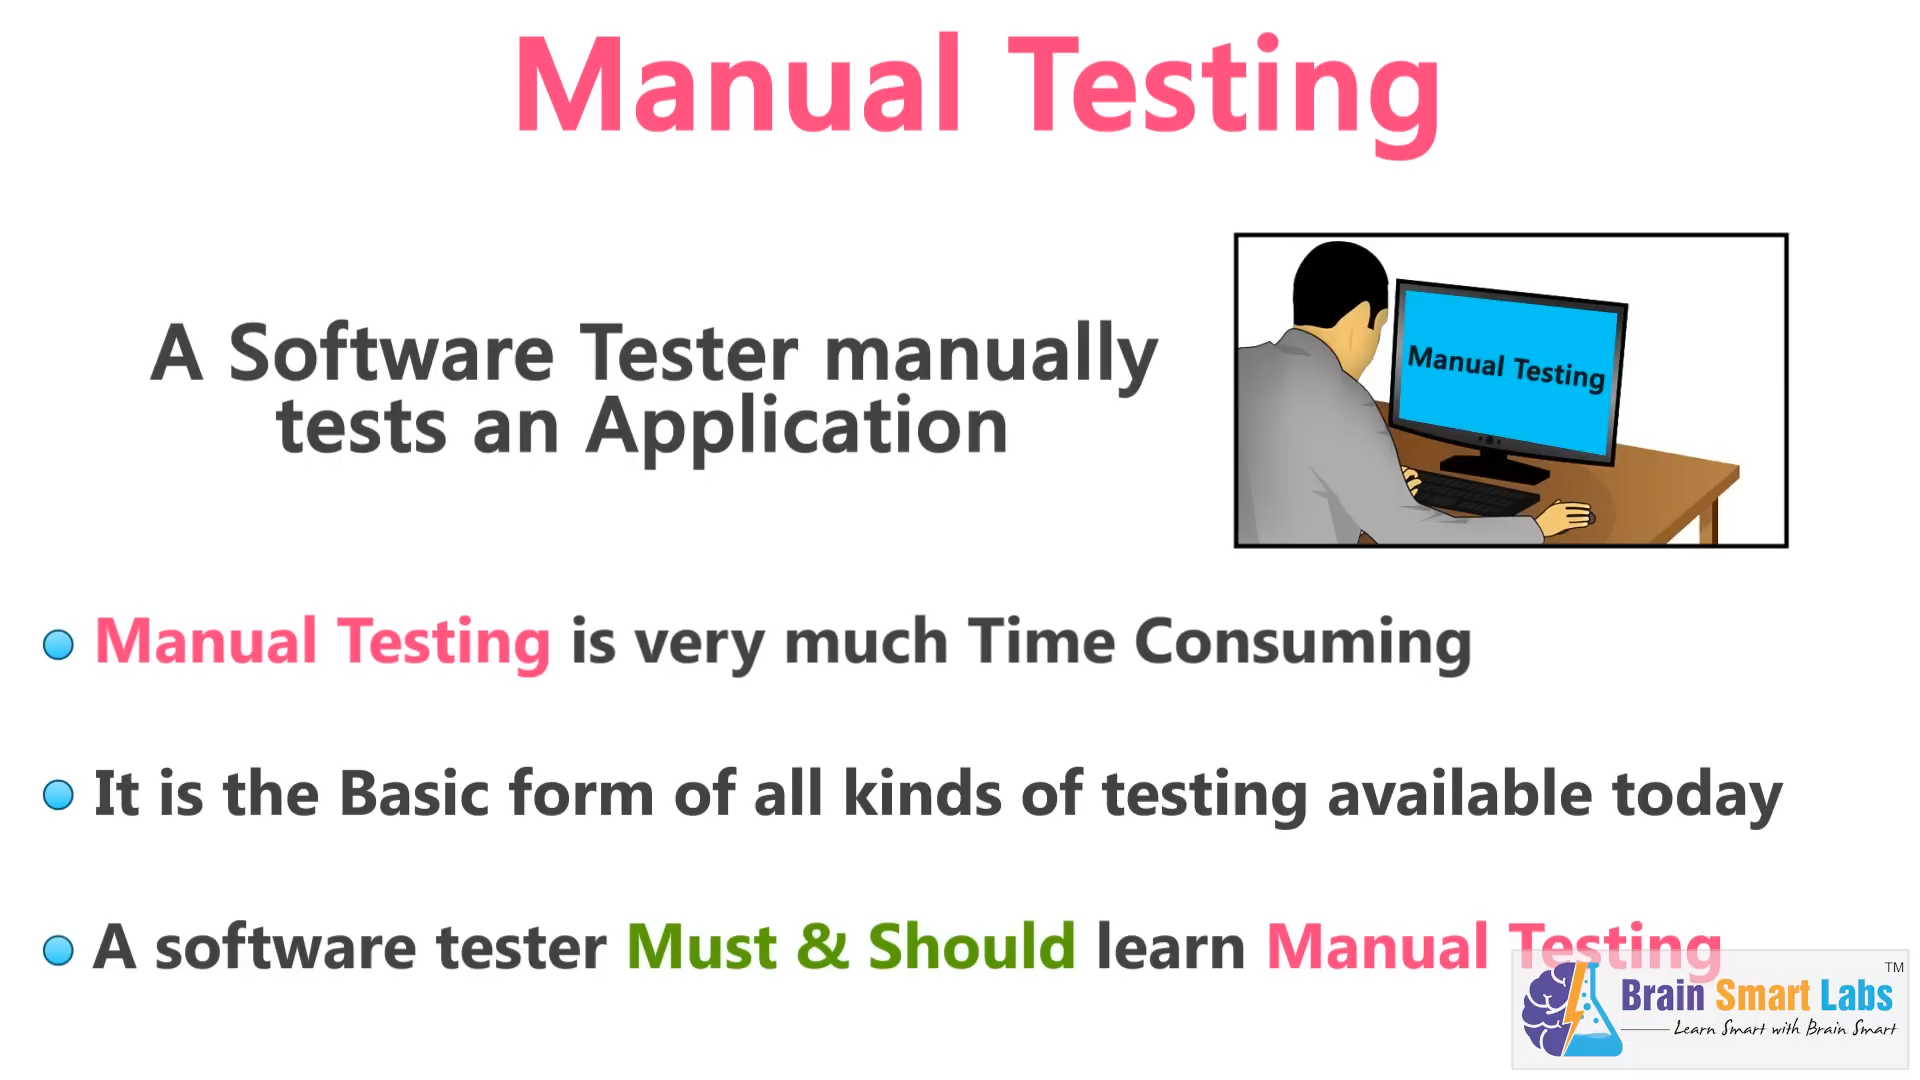 Manual Testing
A Software Tester manually
tests an Application
Manual Testing
Manual Testing is very much Time Consuming
It is the Basic form of all kinds of testing available today
A software tester Must & Should learn Manual Testing
TM
Brain Smart Labs
Learn Smart with Brain Smart